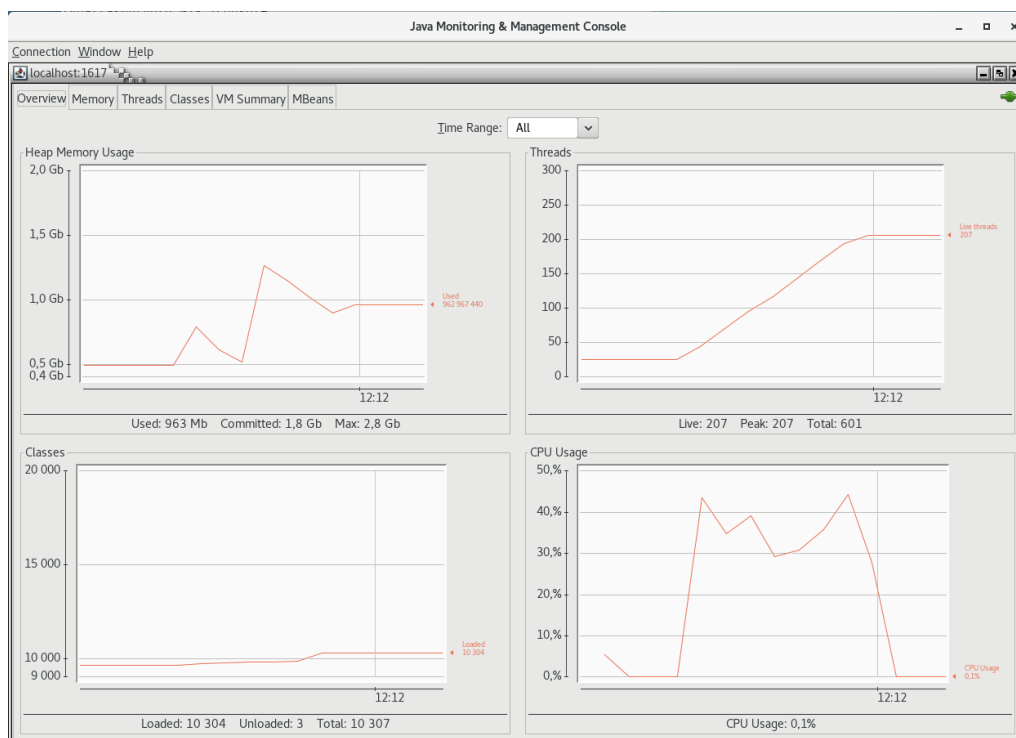 Java Monitoring & Management Console
Connection Window Help
localhost:1617
Overview Memory Threads Classes VM Summary MBeans
Time Range: All
Heap Memory Usage
2,0 Gb
1,5 Gb
1,0 Gb
0,5 Gb
0,4 Gb
Used
962 967 440
12:12
Used: 963 Mb Committed: 1,8 Gb Max: 2,8 Gb
Threads
300
250
200
150
100
50
0
Live threads
207
12:12
Live: 207 Peak: 207 Total: 601
Classes
20 000
15 000
10 000
9 000
Loaded
10 304
12:12
Loaded: 10 304 Unloaded: 3 Total: 10 307
CPU Usage
50,%
40,%
30,%
20,%
10,%
0,%
CPU Usage
0,1%
12:12
CPU Usage: 0,1%